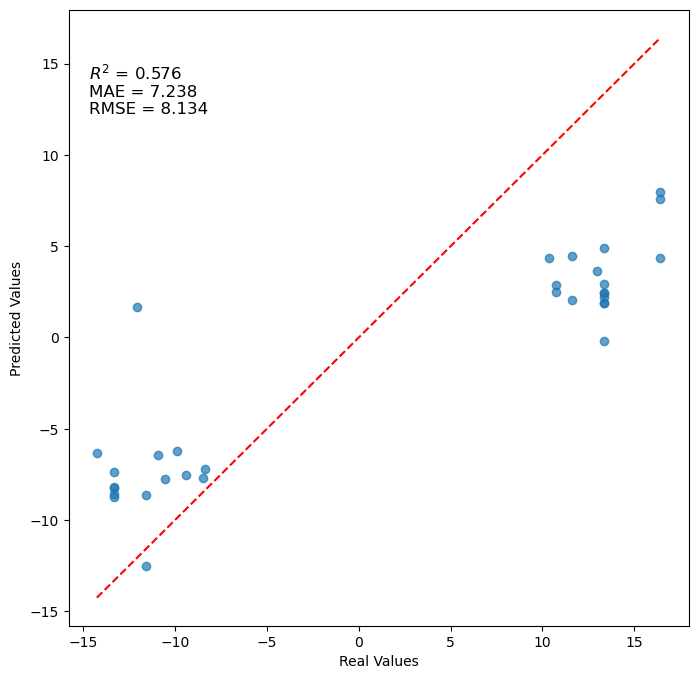 R² = 0.576
MAE = 7.238
RMSE = 8.134
15
10
5
0
−5
−10
−15
Predicted Values
−15 −10 −5 0 5 10 15
Real Values